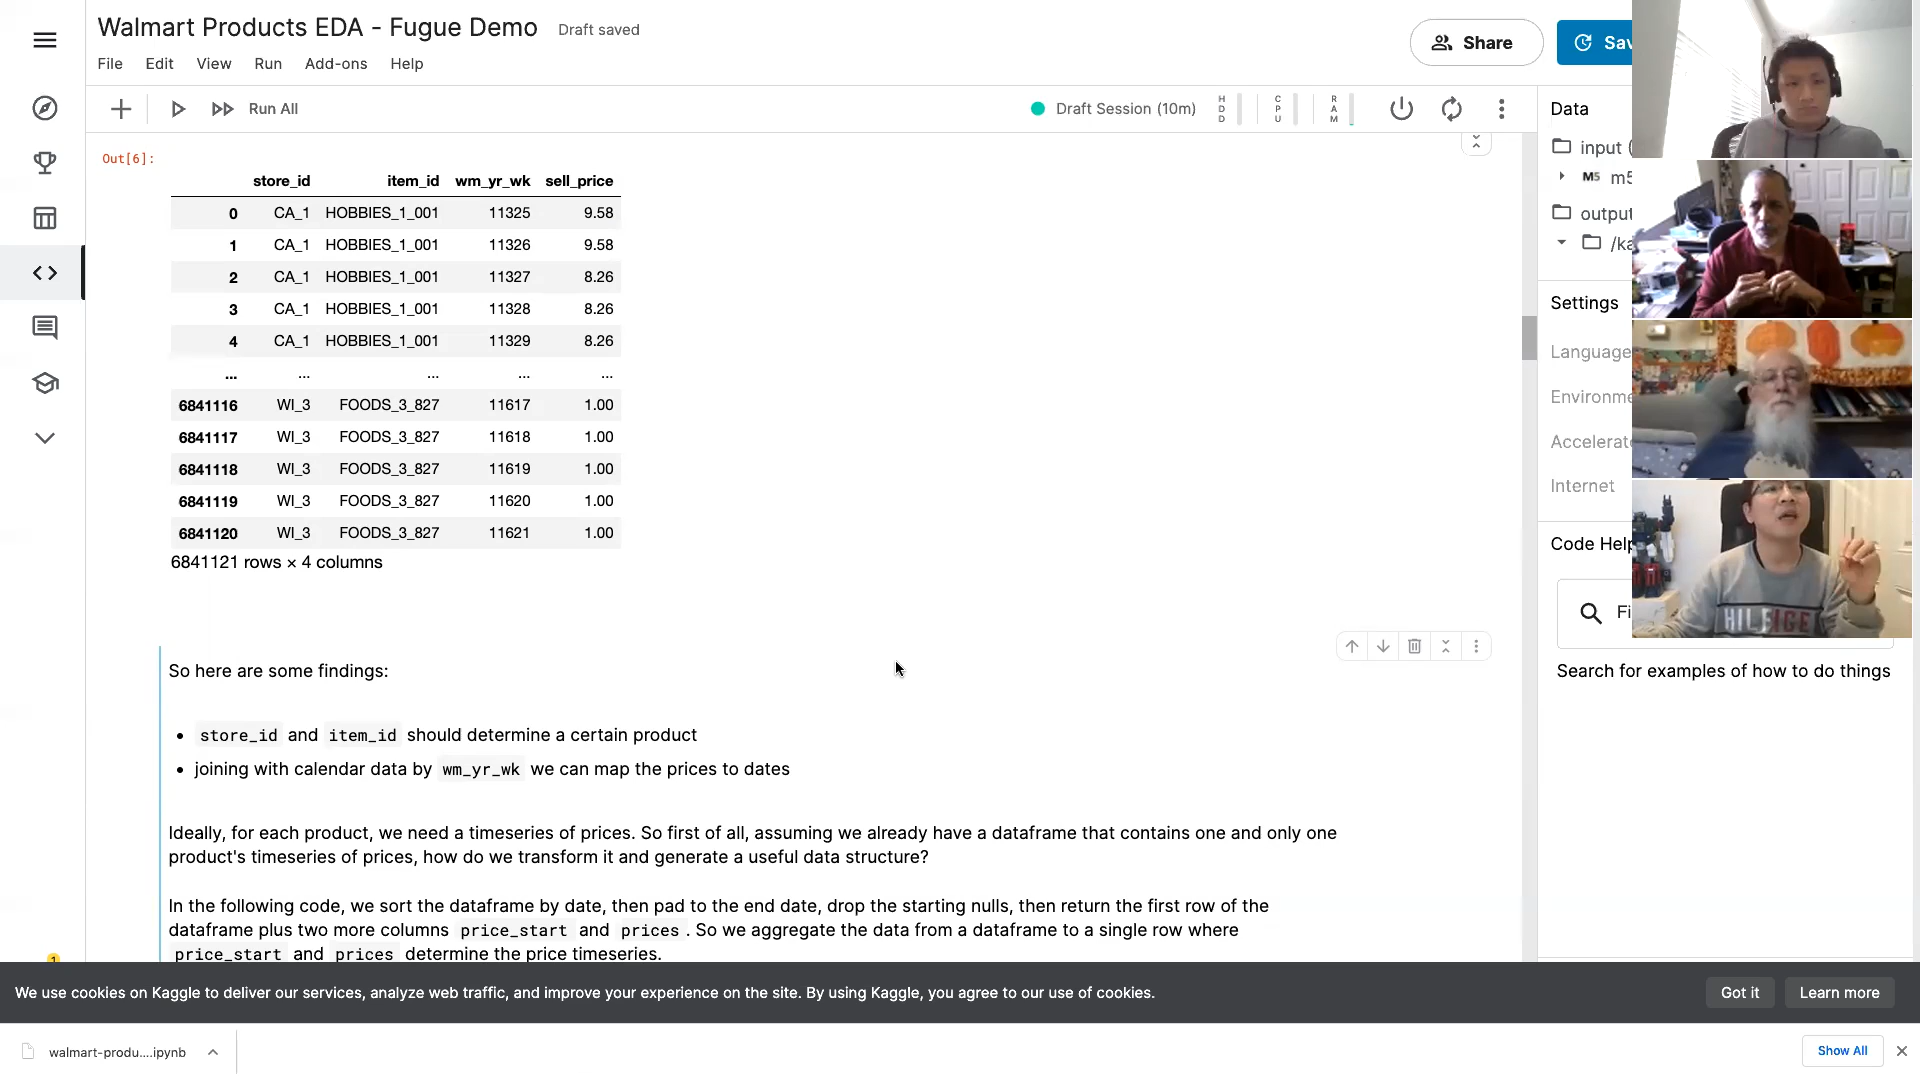 Walmart Products EDA - Fugue Demo Draft saved
Share
Sav
File Edit View Run Add-ons Help
Run All
Draft Session (10m)
HDD
CPU
RAM
Data
input (
M5 m5
output
/ka
Settings
Language
Environme
Accelerato
Internet
Code Help
Fi
Search for examples of how to do things
Out[6]:
store_id item_id wm_yr_wk sell_price
0 CA_1 HOBBIES_1_001 11325 9.58
1 CA_1 HOBBIES_1_001 11326 9.58
2 CA_1 HOBBIES_1_001 11327 8.26
3 CA_1 HOBBIES_1_001 11328 8.26
4 CA_1 HOBBIES_1_001 11329 8.26
... ... ... ... ...
6841116 WI_3 FOODS_3_827 11617 1.00
6841117 WI_3 FOODS_3_827 11618 1.00
6841118 WI_3 FOODS_3_827 11619 1.00
6841119 WI_3 FOODS_3_827 11620 1.00
6841120 WI_3 FOODS_3_827 11621 1.00
6841121 rows × 4 columns
So here are some findings:
• store_id and item_id should determine a certain product
• joining with calendar data by wm_yr_wk we can map the prices to dates
Ideally, for each product, we need a timeseries of prices. So first of all, assuming we already have a dataframe that contains one and only one
product's timeseries of prices, how do we transform it and generate a useful data structure?
In the following code, we sort the dataframe by date, then pad to the end date, drop the starting nulls, then return the first row of the
dataframe plus two more columns price_start and prices . So we aggregate the data from a dataframe to a single row where
price_start and prices determine the price timeseries.
1
We use cookies on Kaggle to deliver our services, analyze web traffic, and improve your experience on the site. By using Kaggle, you agree to our use of cookies.
Got it
Learn more
walmart-produ....ipynb
Show All